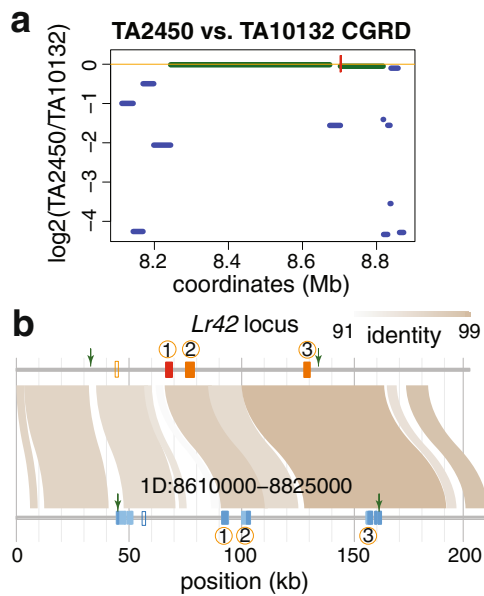 a
TA2450 vs. TA10132 CGRD
log2(TA2450/TA10132)
0
−1
−2
−3
−4
8.2 8.4 8.6 8.8
coordinates (Mb)
b
Lr42 locus
91 identity 99
1 2 3
1D:8610000−8825000
1 2 3
0 50 100 150 200
position (kb)